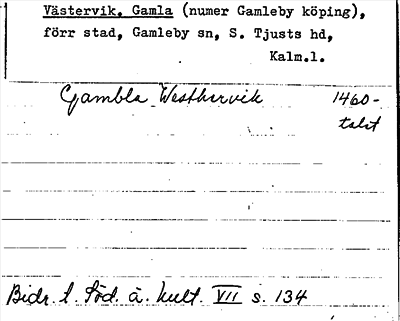 Västervik, Gamla (numer Gamleby köping),
förr stad, Gamleby sn, S. Tjusts hd,
Kalm.l.
Gambla Westhervik 1460-
talet
Bidr. t. Söd. ä. kult. VII s. 134